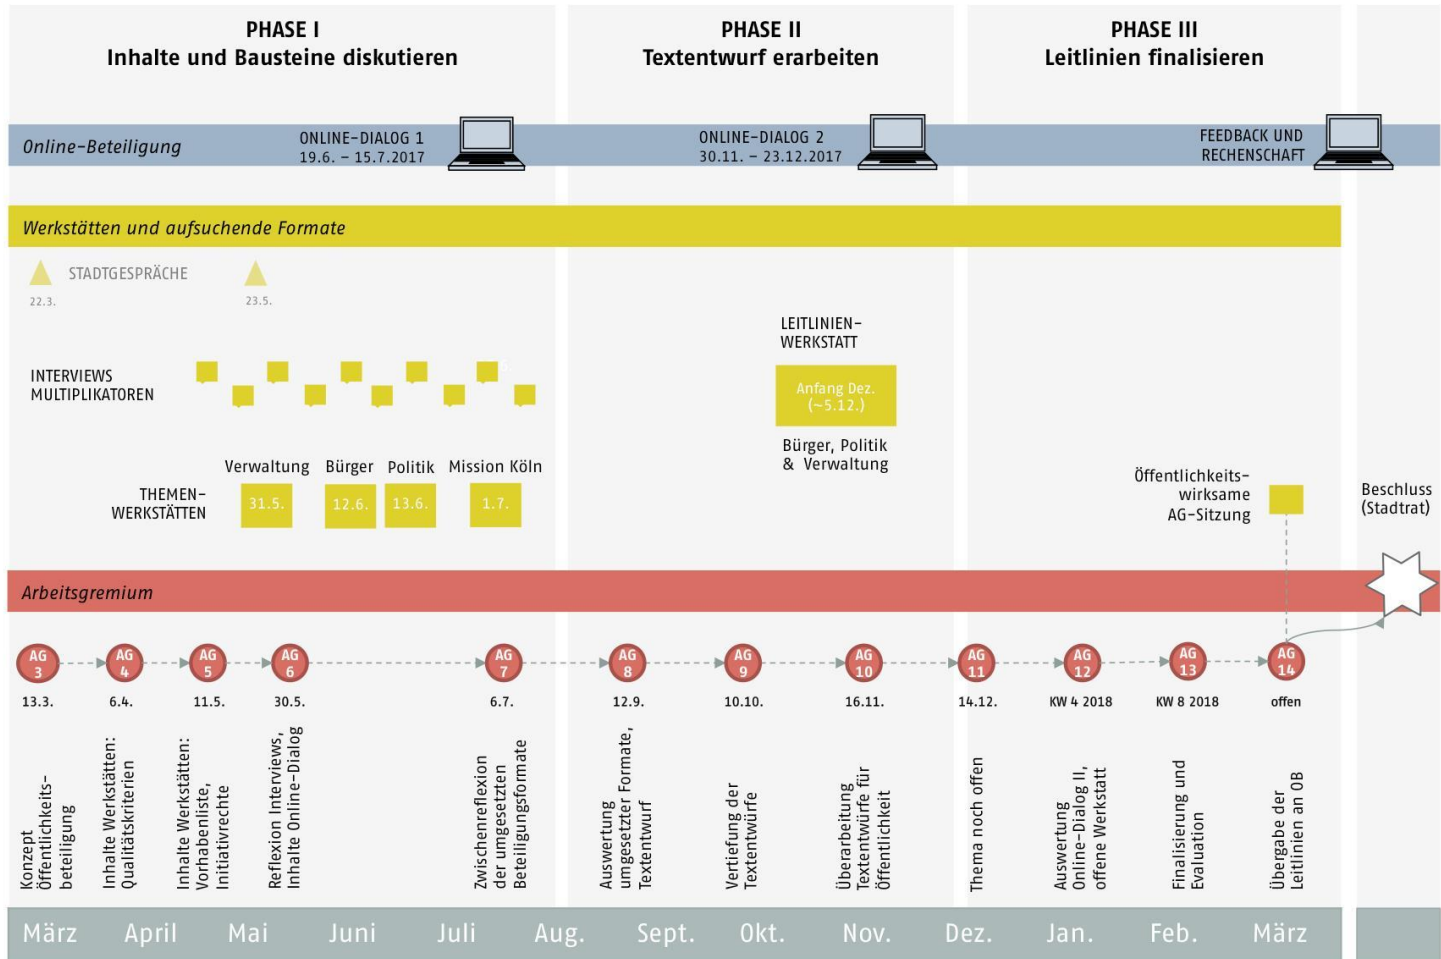 PHASE I
Inhalte und Bausteine diskutieren
PHASE II
Textentwurf erarbeiten
PHASE III
Leitlinien finalisieren
Online-Beteiligung
ONLINE-DIALOG 1
19.6. – 15.7.2017
ONLINE-DIALOG 2
30.11. – 23.12.2017
FEEDBACK UND
RECHENSCHAFT
Werkstätten und aufsuchende Formate
STADTGESPRÄCHE
22.3.
23.5.
LEITLINIEN-
WERKSTATT
Anfang Dez.
(~5.12.)
Bürger, Politik
& Verwaltung
INTERVIEWS
MULTIPLIKATOREN
Verwaltung
Bürger
Politik
Mission Köln
THEMEN-
WERKSTÄTTEN
31.5.
12.6.
13.6.
1.7.
Öffentlichkeits-
wirksame
AG-Sitzung
Beschluss
(Stadtrat)
Arbeitsgremium
AG
3
AG
4
AG
5
AG
6
AG
7
AG
8
AG
9
AG
10
AG
11
AG
12
AG
13
AG
14
13.3.
6.4.
11.5.
30.5.
6.7.
12.9.
10.10.
16.11.
14.12.
KW 4 2018
KW 8 2018
offen
Konzept
Öffentlichkeits-
beteiligung
Inhalte Werkstätten:
Qualitätskriterien
Inhalte Werkstätten:
Vorhabenliste,
Initiativrechte
Reflexion Interviews,
Inhalte Online-Dialog
Zwischenreflexion
der umgesetzten
Beteiligungsformate
Auswertung
umgesetzter Formate,
Textentwurf
Vertiefung der
Textentwürfe
Überarbeitung
Textentwürfe für
Öffentlichkeit
Thema noch offen
Auswertung
Online-Dialog II,
offene Werkstatt
Finalisierung und
Evaluation
Übergabe der
Leitlinien an OB
März
April
Mai
Juni
Juli
Aug.
Sept.
Okt.
Nov.
Dez.
Jan.
Feb.
März